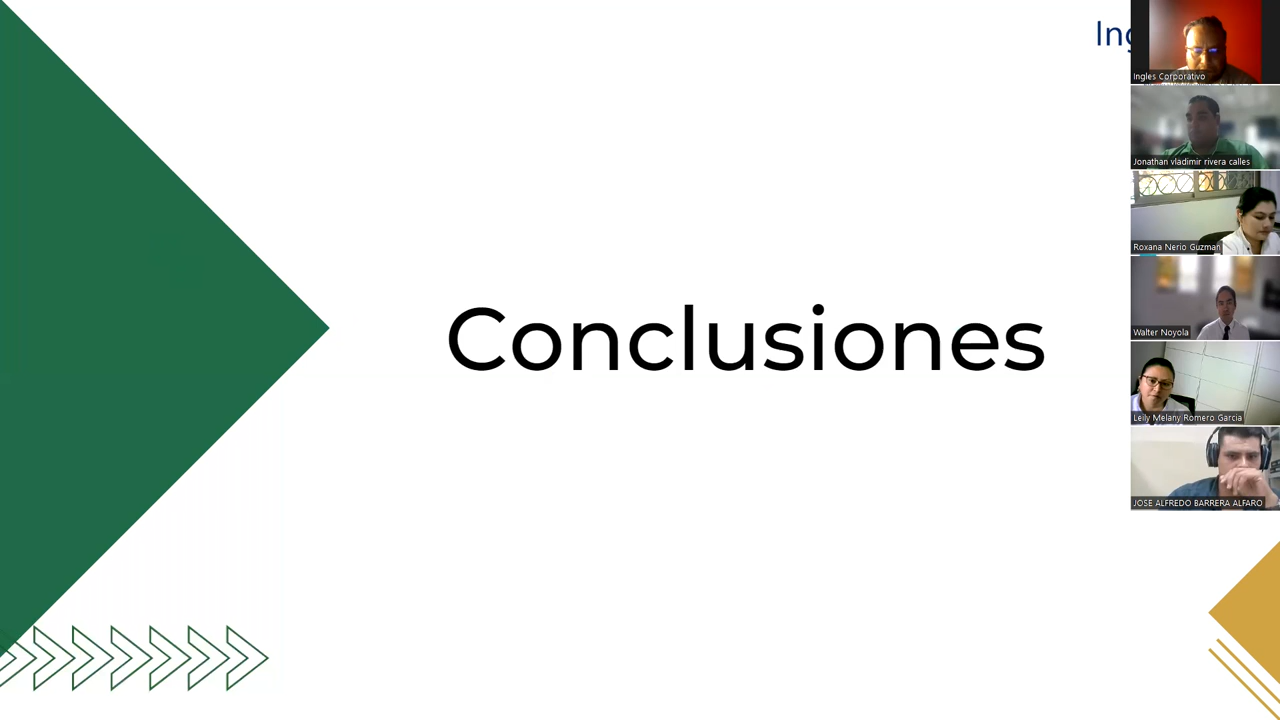 Conclusiones
Ingles Corporativo
Jonathan vladimir rivera calles
Roxana Nerio Guzman
Walter Noyola
Leily Melany Romero Garcia
JOSE ALFREDO BARRERA ALFARO